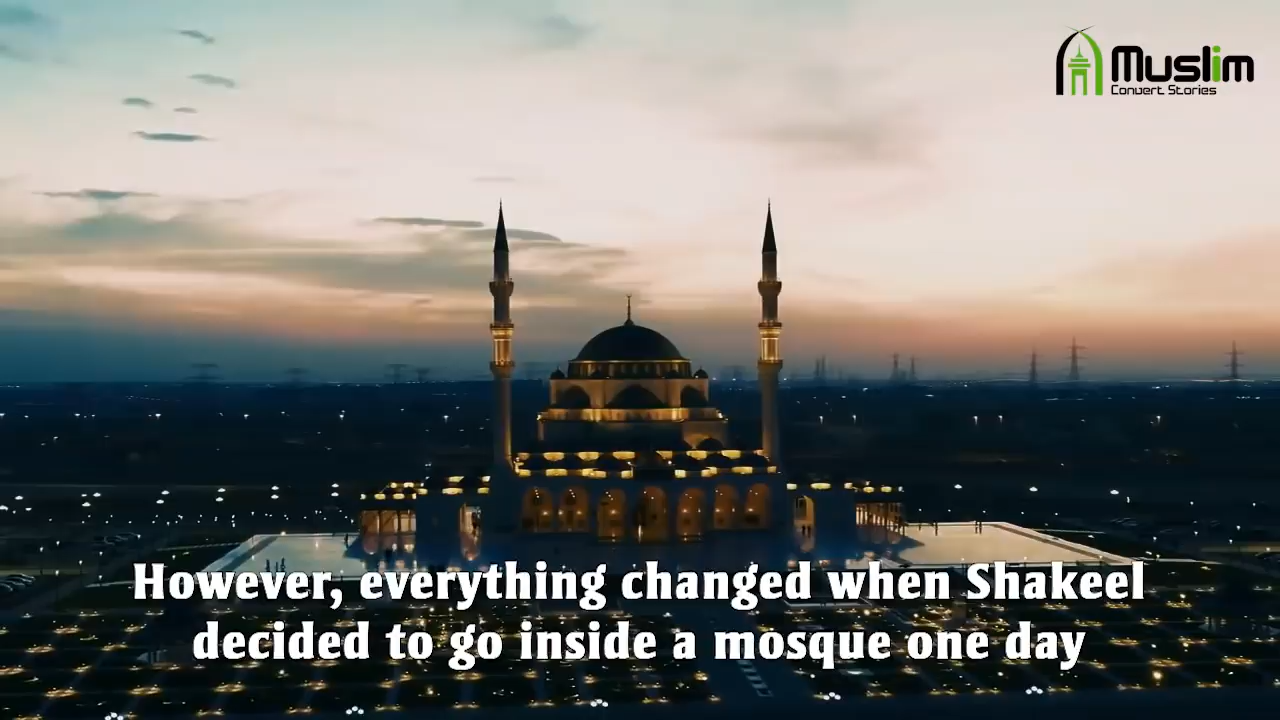 Muslim
Convert Stories
However, everything changed when Shakeel
decided to go inside a mosque one day